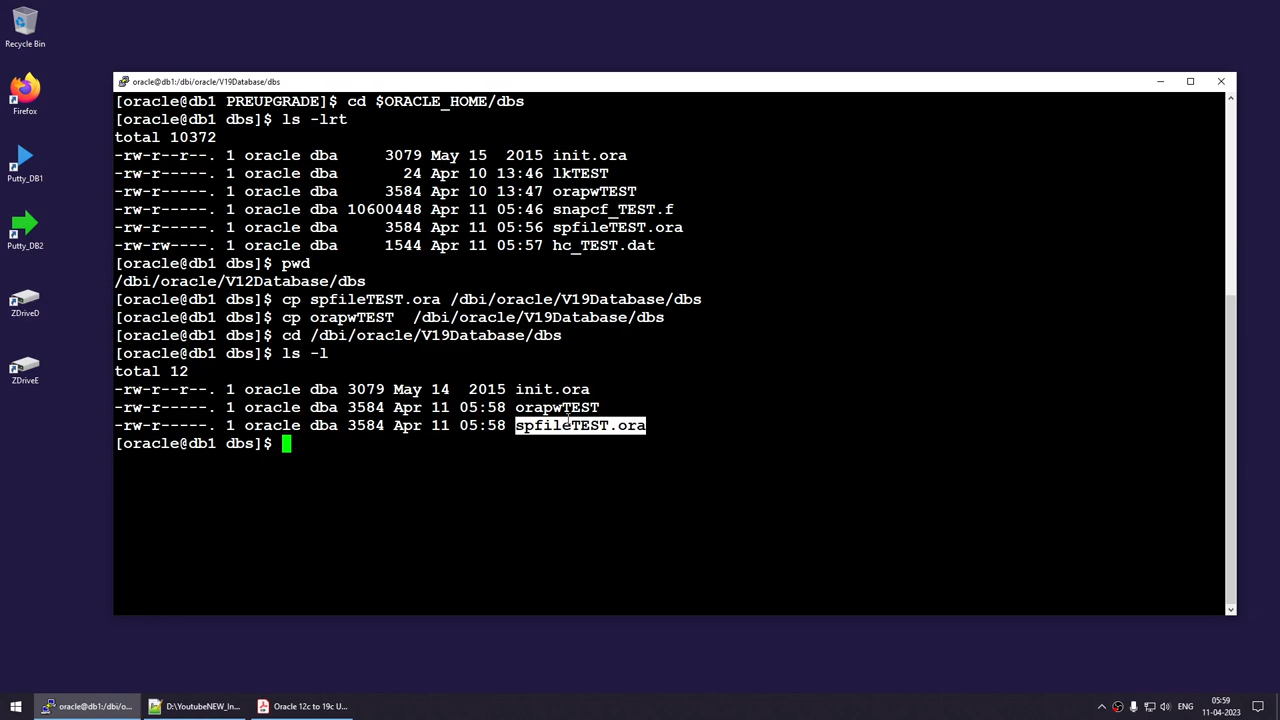 Recycle Bin
Firefox
Putty_DB1
Putty_DB2
ZDriveD
ZDriveE
oracle@db1:/dbi/oracle/V19Database/dbs
[oracle@db1 PREUPGRADE]$ cd $ORACLE_HOME/dbs
[oracle@db1 dbs]$ ls -lrt
total 10372
-rw-r--r--. 1 oracle dba     3079 May 15  2015 init.ora
-rw-r-----. 1 oracle dba       24 Apr 10 13:46 lkTEST
-rw-r-----. 1 oracle dba     3584 Apr 10 13:47 orapwTEST
-rw-r-----. 1 oracle dba 10600448 Apr 11 05:46 snapcf_TEST.f
-rw-r-----. 1 oracle dba     3584 Apr 11 05:56 spfileTEST.ora
-rw-rw----. 1 oracle dba     1544 Apr 11 05:57 hc_TEST.dat
[oracle@db1 dbs]$ pwd
/dbi/oracle/V12Database/dbs
[oracle@db1 dbs]$ cp spfileTEST.ora /dbi/oracle/V19Database/dbs
[oracle@db1 dbs]$ cp orapwTEST  /dbi/oracle/V19Database/dbs
[oracle@db1 dbs]$ cd /dbi/oracle/V19Database/dbs
[oracle@db1 dbs]$ ls -l
total 12
-rw-r--r--. 1 oracle dba 3079 May 14  2015 init.ora
-rw-r-----. 1 oracle dba 3584 Apr 11 05:58 orapwTEST
-rw-r-----. 1 oracle dba 3584 Apr 11 05:58 spfileTEST.ora
[oracle@db1 dbs]$
oracle@db1:/dbi/o...
D:\YoutubeNEW_In...
Oracle 12c to 19c U...
ENG
05:59
11-04-2023